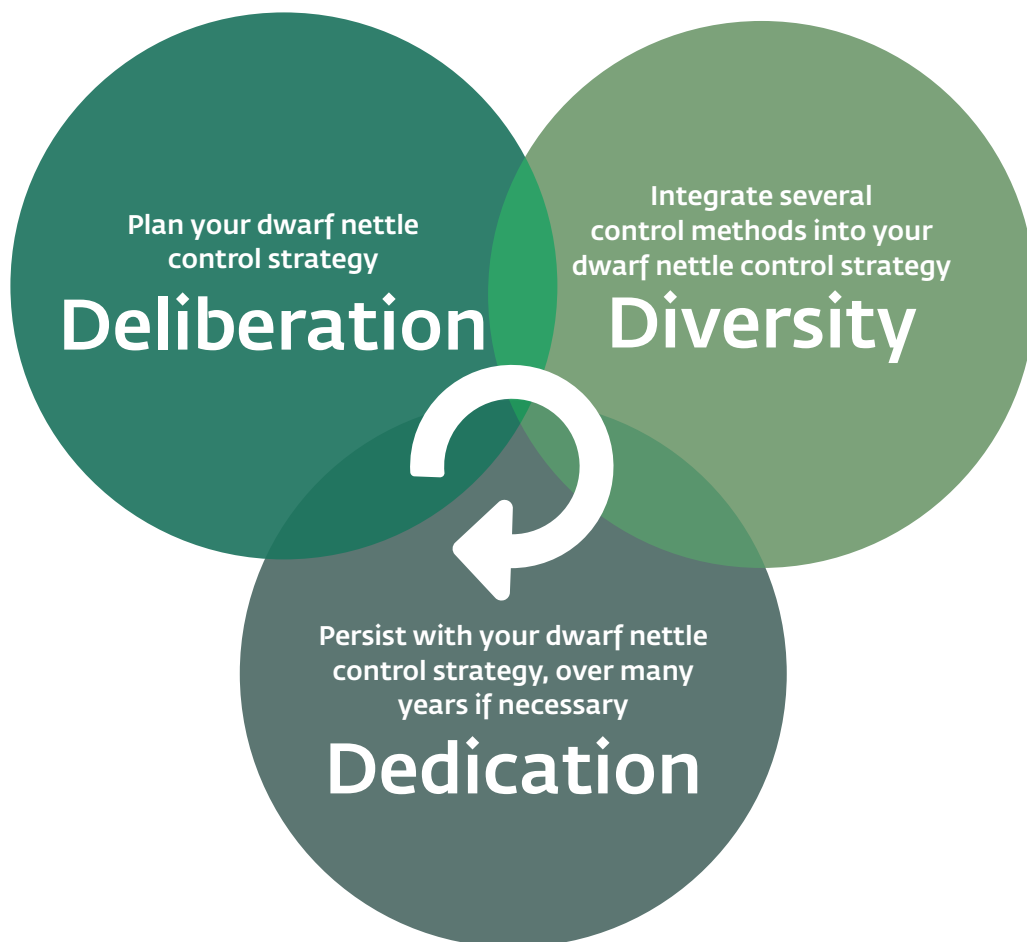 Plan your dwarf nettle
control strategy
Deliberation
Integrate several
control methods into your
dwarf nettle control strategy
Diversity
Persist with your dwarf nettle
control strategy, over many
years if necessary
Dedication